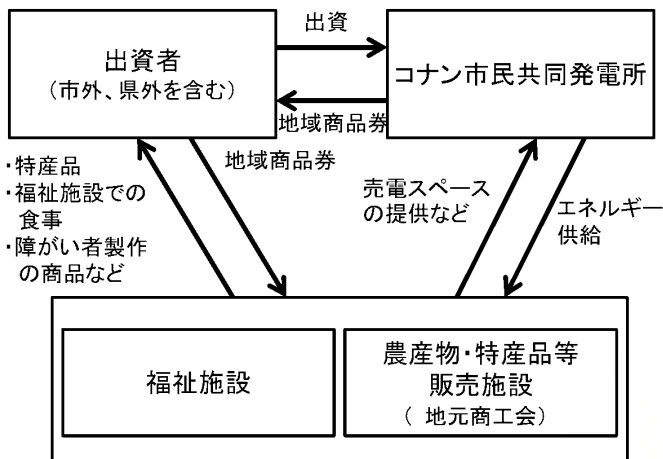 出資
出資者
（市外、県外を含む）
コナン市民共同発電所
地域商品券
・特産品
・福祉施設での
食事
・障がい者製作
の商品など
地域商品券
売電スペース
の提供など
エネルギー
供給
福祉施設
農産物・特産品等
販売施設
（ 地元商工会）